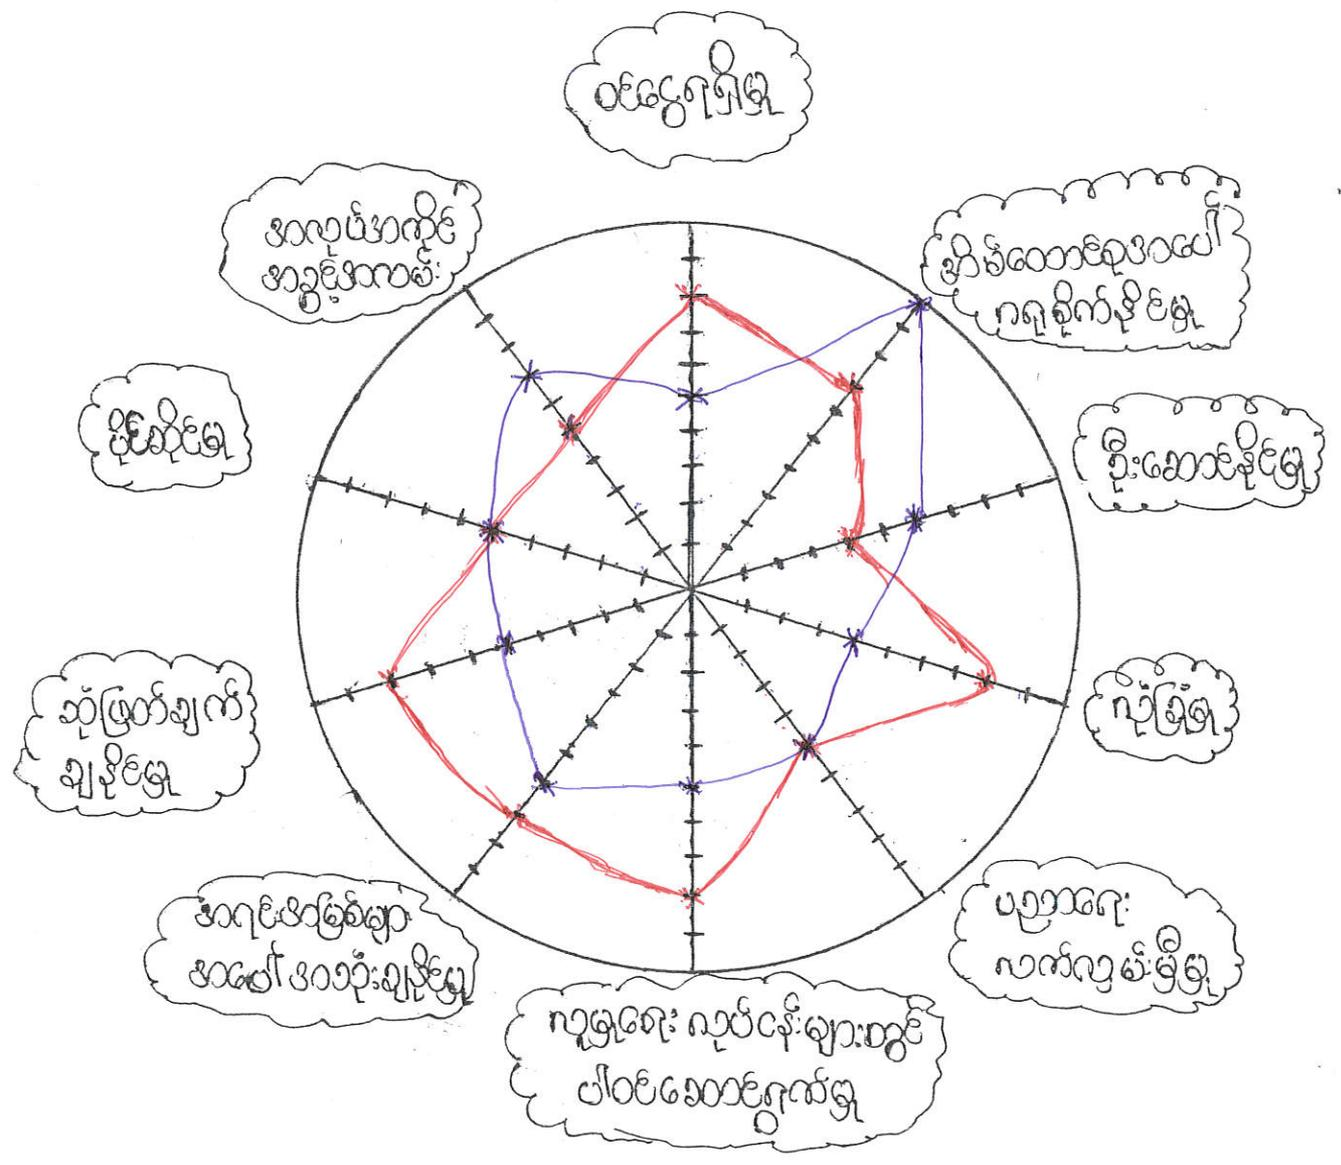 ဝင်ငွေရရှိမှု
အိမ်ထောင်စုအပေါ်
ဂရုစိုက်နိုင်မှု
ဦးဆောင်နိုင်မှု
လုံခြုံမှု
ပညာရေး
လက်လှမ်းမှီမှု
လူမှုရေး လုပ်ငန်းများတွင်
ပါဝင်ဆောင်ရွက်မှု
အရင်းအမြစ်များ
အပေါ် အသုံးချနိုင်မှု
ဆုံးဖြတ်ချက်
ချနိုင်မှု
ပိုင်ဆိုင်မှု
အလုပ်အကိုင်
အခွင့်အလမ်း